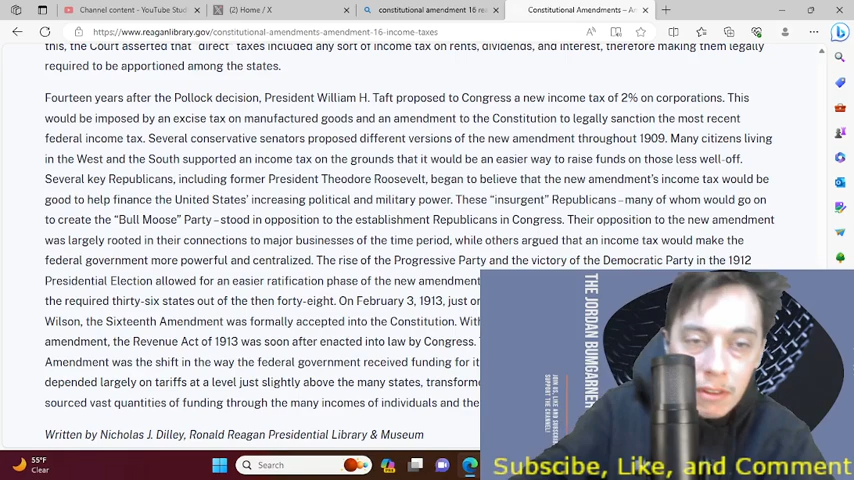 Content channel - YouTube Stud
(2) Home / X
constitutional amendment 16 re
Constitutional Amendments – A
https://www.reaganlibrary.gov/constitutional-amendments-amendment-16-income-taxes
this, the Court asserted that "direct" taxes included any sort of income tax on rents, dividends, and interest, therefore making them legally
required to be apportioned among the states.
Fourteen years after the Pollock decision, President William H. Taft proposed to Congress a new income tax of 2% on corporations. This
would be imposed by an excise tax on manufactured goods and an amendment to the Constitution to legally sanction the most recent
federal income tax. Several conservative senators proposed different versions of the new amendment throughout 1909. Many citizens living
in the West and the South supported an income tax on the grounds that it would be an easier way to raise funds on those less well-off.
Several key Republicans, including former President Theodore Roosevelt, began to believe that the new amendment's income tax would be
good to help finance the United States' increasing political and military power. These "insurgent" Republicans – many of whom would go on
to create the "Bull Moose" Party – stood in opposition to the establishment Republicans in Congress. Their opposition to the new amendment
was largely rooted in their connections to major businesses of the time period, while others argued that an income tax would make the
federal government more powerful and centralized. The rise of the Progressive Party and the victory of the Democratic Party in the 1912
Presidential Election allowed for an easier ratification phase of the new amendment
the required thirty-six states out of the then forty-eight. On February 3, 1913, just
Wilson, the Sixteenth Amendment was formally accepted into the Constitution.
amendment, the Revenue Act of 1913 was soon after enacted into law by Congress.
Amendment was the shift in the way the federal government received funding for
depended largely on tariffs at a level just slightly above the many states,
sourced vast quantities of funding through the many incomes of individuals and
Written by Nicholas J. Dilley, Ronald Reagan Presidential Library & Museum
THE JORDAN BUMGARNER
JOIN US, LIKE AND
SUPPORT THE CHANNEL!
Subscribe, Like, and Comment
55°F
Clear
Search